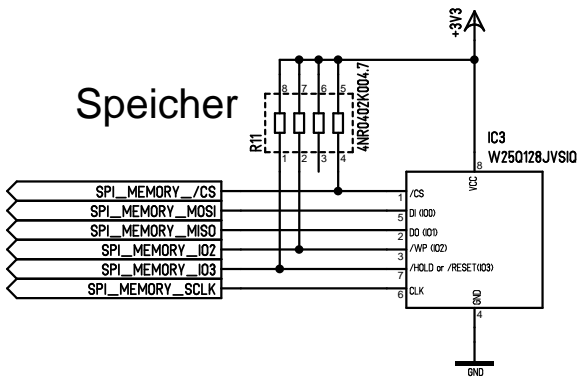 +3V3
Speicher
8 7 6 5
R11
4NR0402K004.7
1 2 3 4
IC3
W25Q128JVSIQ
8
VCC
SPI_MEMORY_/CS
1
/CS
SPI_MEMORY_MOSI
5
DI (IO0)
SPI_MEMORY_MISO
2
DO (IO1)
SPI_MEMORY_IO2
3
/WP (IO2)
SPI_MEMORY_IO3
7
/HOLD or /RESET(IO3)
SPI_MEMORY_SCLK
6
CLK
GND
4
GND